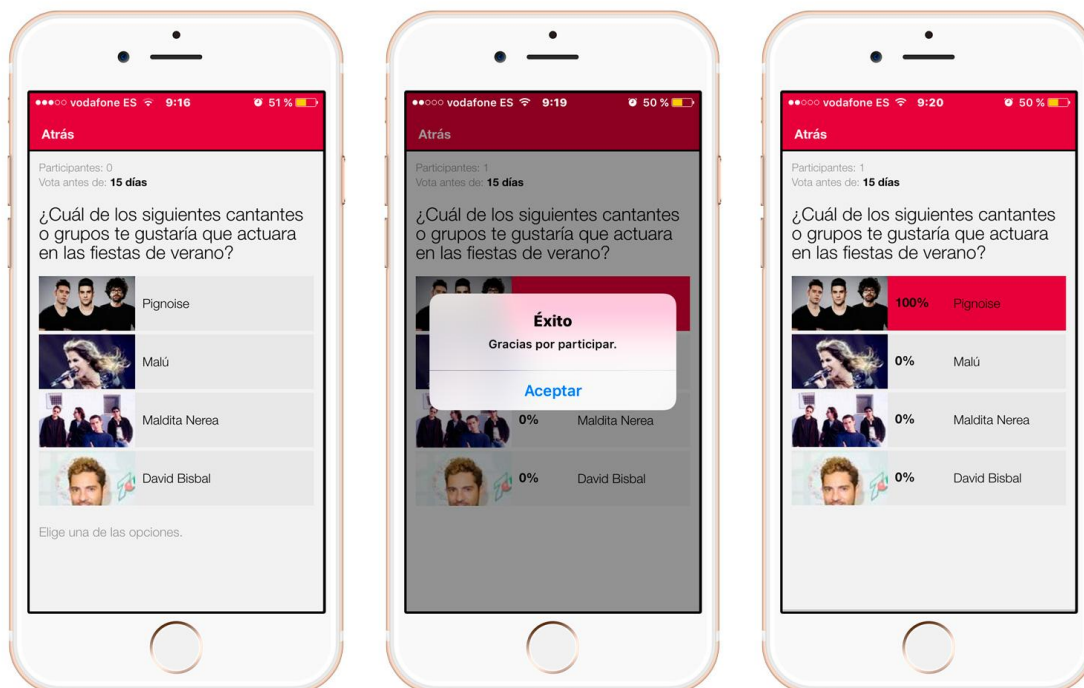 vodafone ES 9:16 51 %
Atrás
Participantes: 0
Vota antes de: 15 días
¿Cuál de los siguientes cantantes
o grupos te gustaría que actuara
en las fiestas de verano?
Pignoise
Malú
Maldita Nerea
David Bisbal
Elige una de las opciones.
vodafone ES 9:19 50 %
Atrás
Participantes: 1
Vota antes de: 15 días
¿Cuál de los siguientes cantantes
o grupos te gustaría que actuara
en las fiestas de verano?
Éxito
Gracias por participar.
Aceptar
0% Maldita Nerea
0% David Bisbal
vodafone ES 9:20 50 %
Atrás
Participantes: 1
Vota antes de: 15 días
¿Cuál de los siguientes cantantes
o grupos te gustaría que actuara
en las fiestas de verano?
100% Pignoise
0% Malú
0% Maldita Nerea
0% David Bisbal